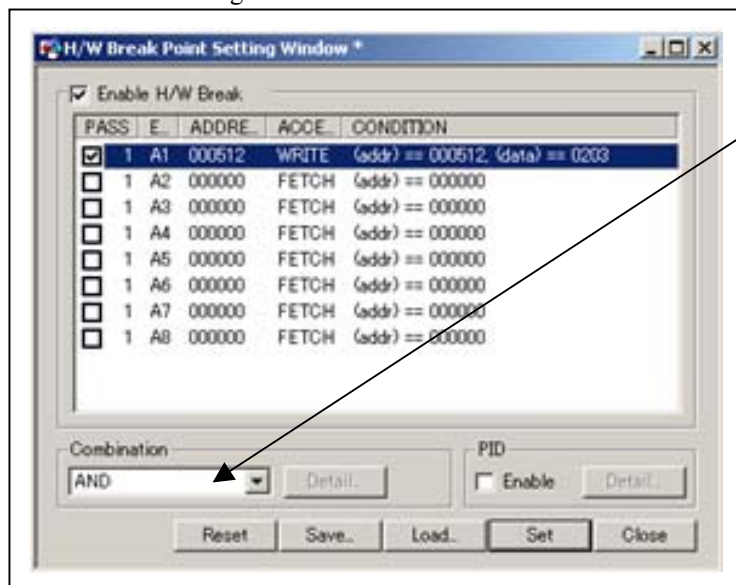 H/W Break Point Setting Window *
Enable H/W Break
PASS E.. ADDRE.. ACCE.. CONDITION
1 A1 000512 WRITE (addr) == 000512, (data) == 0203
1 A2 000000 FETCH (addr) == 000000
1 A3 000000 FETCH (addr) == 000000
1 A4 000000 FETCH (addr) == 000000
1 A5 000000 FETCH (addr) == 000000
1 A6 000000 FETCH (addr) == 000000
1 A7 000000 FETCH (addr) == 000000
1 A8 000000 FETCH (addr) == 000000
Combination PID
AND Detail.. Enable Detail..
Reset Save.. Load.. Set Close